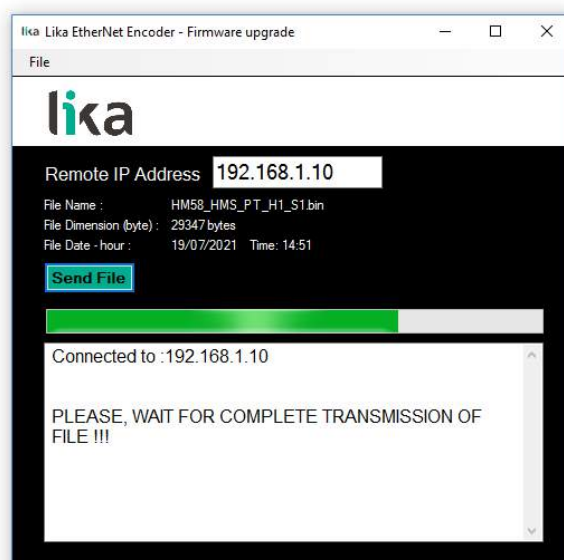 lika Lika EtherNet Encoder - Firmware upgrade
File
lika
Remote IP Address 192.168.1.10
File Name : HM58_HMS_PT_H1_S1.bin
File Dimension (byte) : 29347 bytes
File Date - hour : 19/07/2021 Time: 14:51
Send File
Connected to :192.168.1.10
PLEASE, WAIT FOR COMPLETE TRANSMISSION OF
FILE !!!